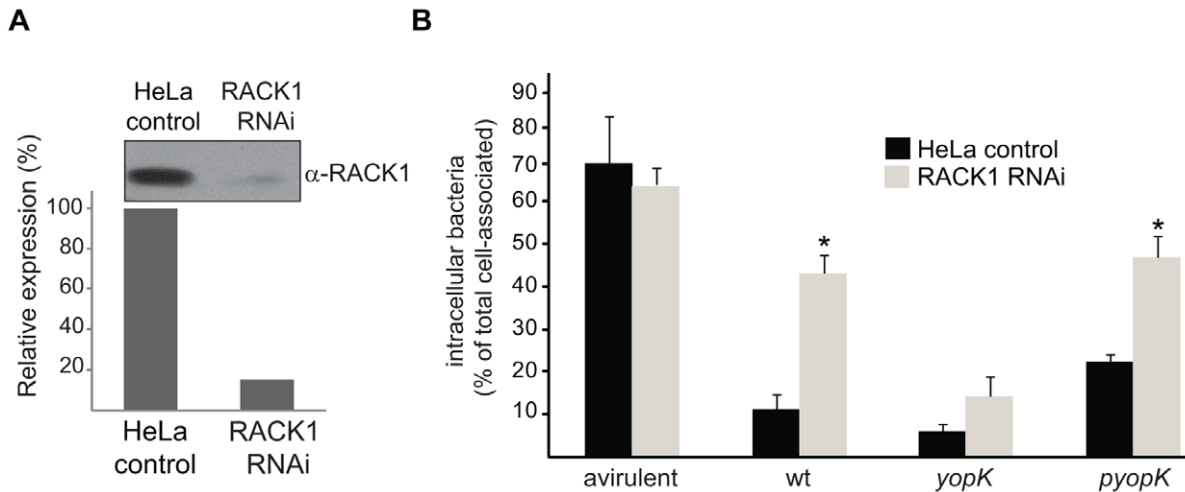 A
HeLa
control
RACK1
RNAi
α-RACK1
Relative expression (%)
100
80
60
40
20
HeLa
control
RACK1
RNAi
B
intracellular bacteria
(% of total cell-associated)
90
80
70
60
50
40
30
20
10
HeLa control
RACK1 RNAi
*
*
avirulent
wt
yopK
pyopK